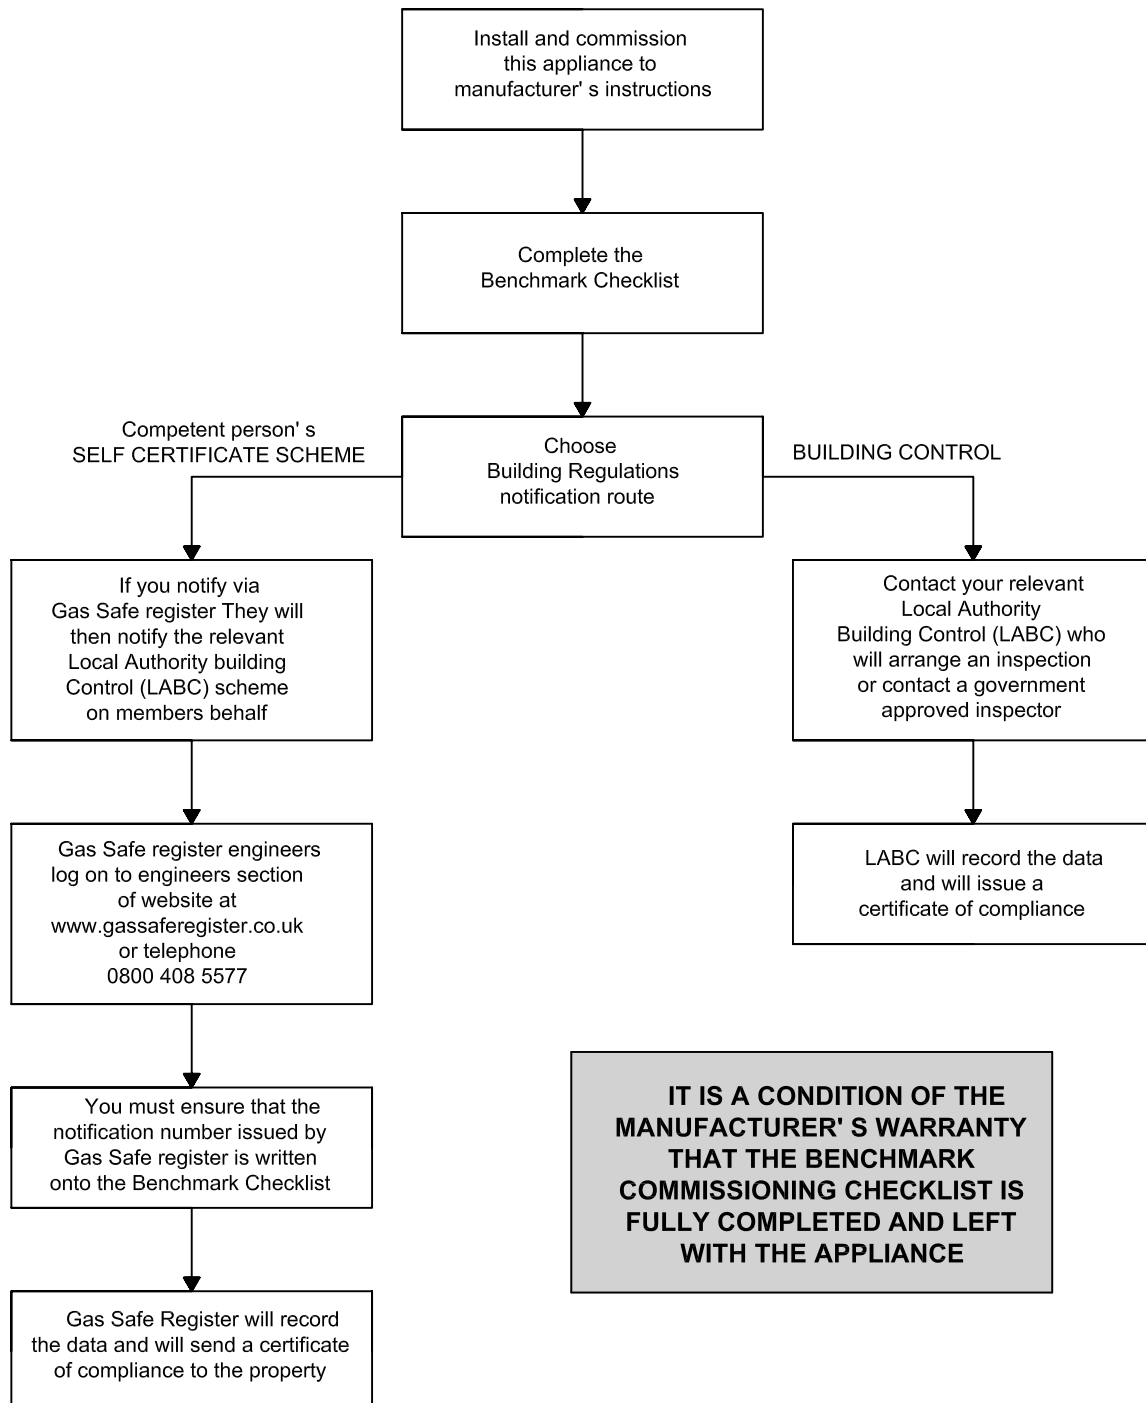 Install and commission
this appliance to
manufacturer' s instructions
Complete the
Benchmark Checklist
Choose
Building Regulations
notification route
Competent person' s
SELF CERTIFICATE SCHEME
If you notify via
Gas Safe register They will
then notify the relevant
Local Authority building
Control (LABC) scheme
on members behalf
Gas Safe register engineers
log on to engineers section
of website at
www.gassaferegister.co.uk
or telephone
0800 408 5577
You must ensure that the
notification number issued by
Gas Safe register is written
onto the Benchmark Checklist
Gas Safe Register will record
the data and will send a certificate
of compliance to the property
BUILDING CONTROL
Contact your relevant
Local Authority
Building Control (LABC) who
will arrange an inspection
or contact a government
approved inspector
LABC will record the data
and will issue a
certificate of compliance
IT IS A CONDITION OF THE
MANUFACTURER' S WARRANTY
THAT THE BENCHMARK
COMMISSIONING CHECKLIST IS
FULLY COMPLETED AND LEFT
WITH THE APPLIANCE